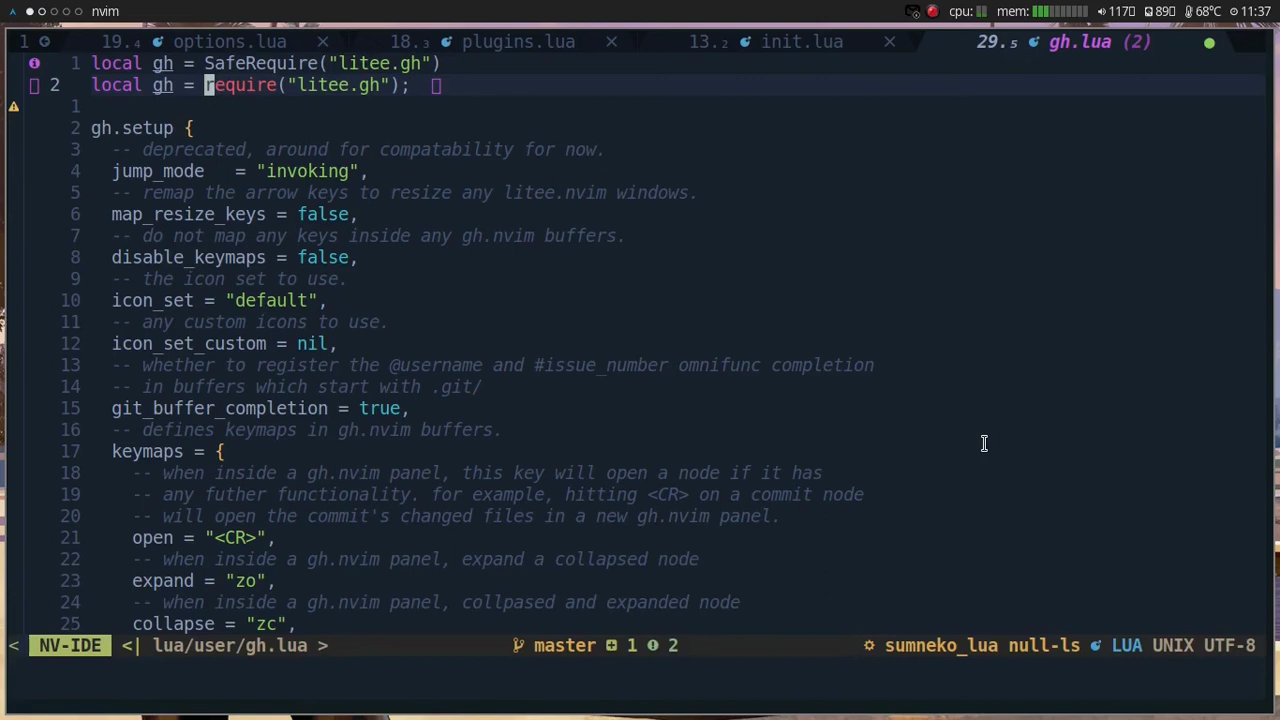 nvim cpu: mem: 117 89 68°C 11:37
1 19.4 options.lua 18.3 plugins.lua 13.2 init.lua 29.5 gh.lua (2)
1 local gh = SafeRequire("litee.gh")
2 local gh = require("litee.gh");
1
2 gh.setup {
3 -- deprecated, around for compatability for now.
4 jump_mode   = "invoking",
5 -- remap the arrow keys to resize any litee.nvim windows.
6 map_resize_keys = false,
7 -- do not map any keys inside any gh.nvim buffers.
8 disable_keymaps = false,
9 -- the icon set to use.
10 icon_set = "default",
11 -- any custom icons to use.
12 icon_set_custom = nil,
13 -- whether to register the @username and #issue_number omnifunc completion
14 -- in buffers which start with .git/
15 git_buffer_completion = true,
16 -- defines keymaps in gh.nvim buffers.
17 keymaps = {
18 -- when inside a gh.nvim panel, this key will open a node if it has
19 -- any futher functionality. for example, hitting <CR> on a commit node
20 -- will open the commit's changed files in a new gh.nvim panel.
21 open = "<CR>",
22 -- when inside a gh.nvim panel, expand a collapsed node
23 expand = "zo",
24 -- when inside a gh.nvim panel, collpased and expanded node
25 collapse = "zc",
< NV-IDE <| lua/user/gh.lua > master 1 2 sumneko_lua null-ls LUA UNIX UTF-8